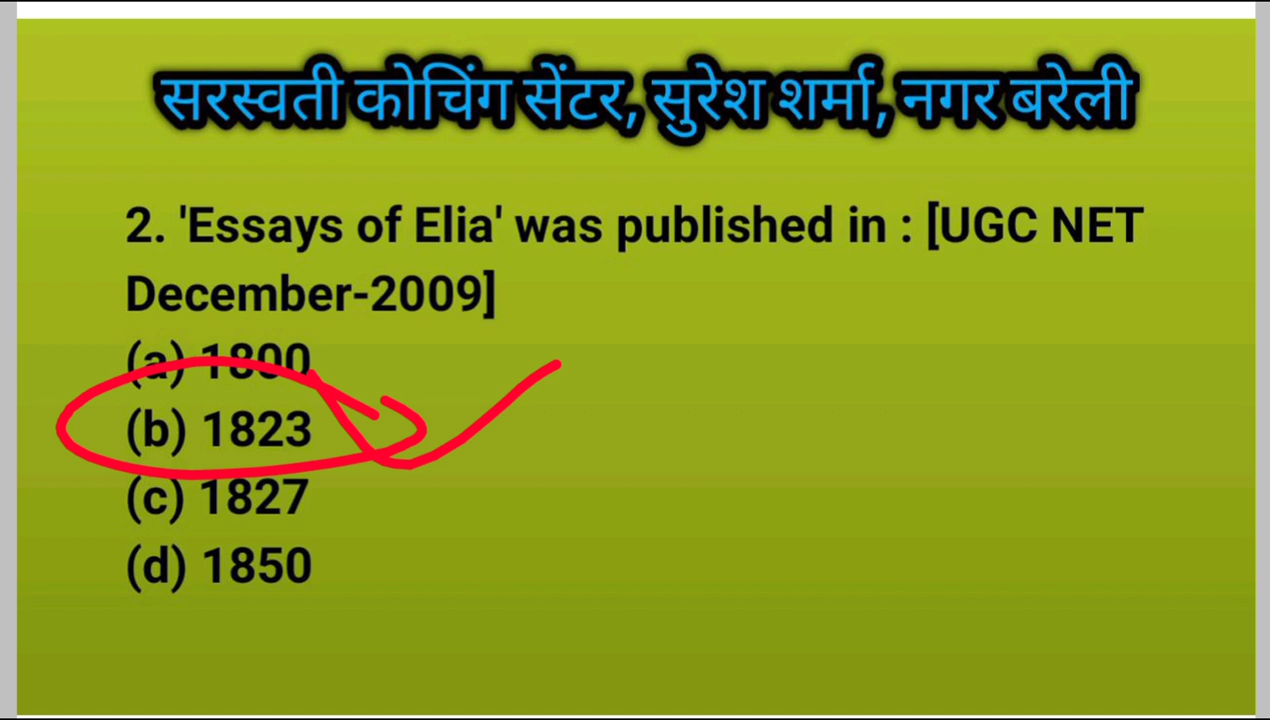 सरस्वती कोचिंग सेंटर, सुरेश शर्मा, नगर बरेली
2. 'Essays of Elia' was published in : [UGC NET
December-2009]
(a) 1800
(b) 1823
(c) 1827
(d) 1850